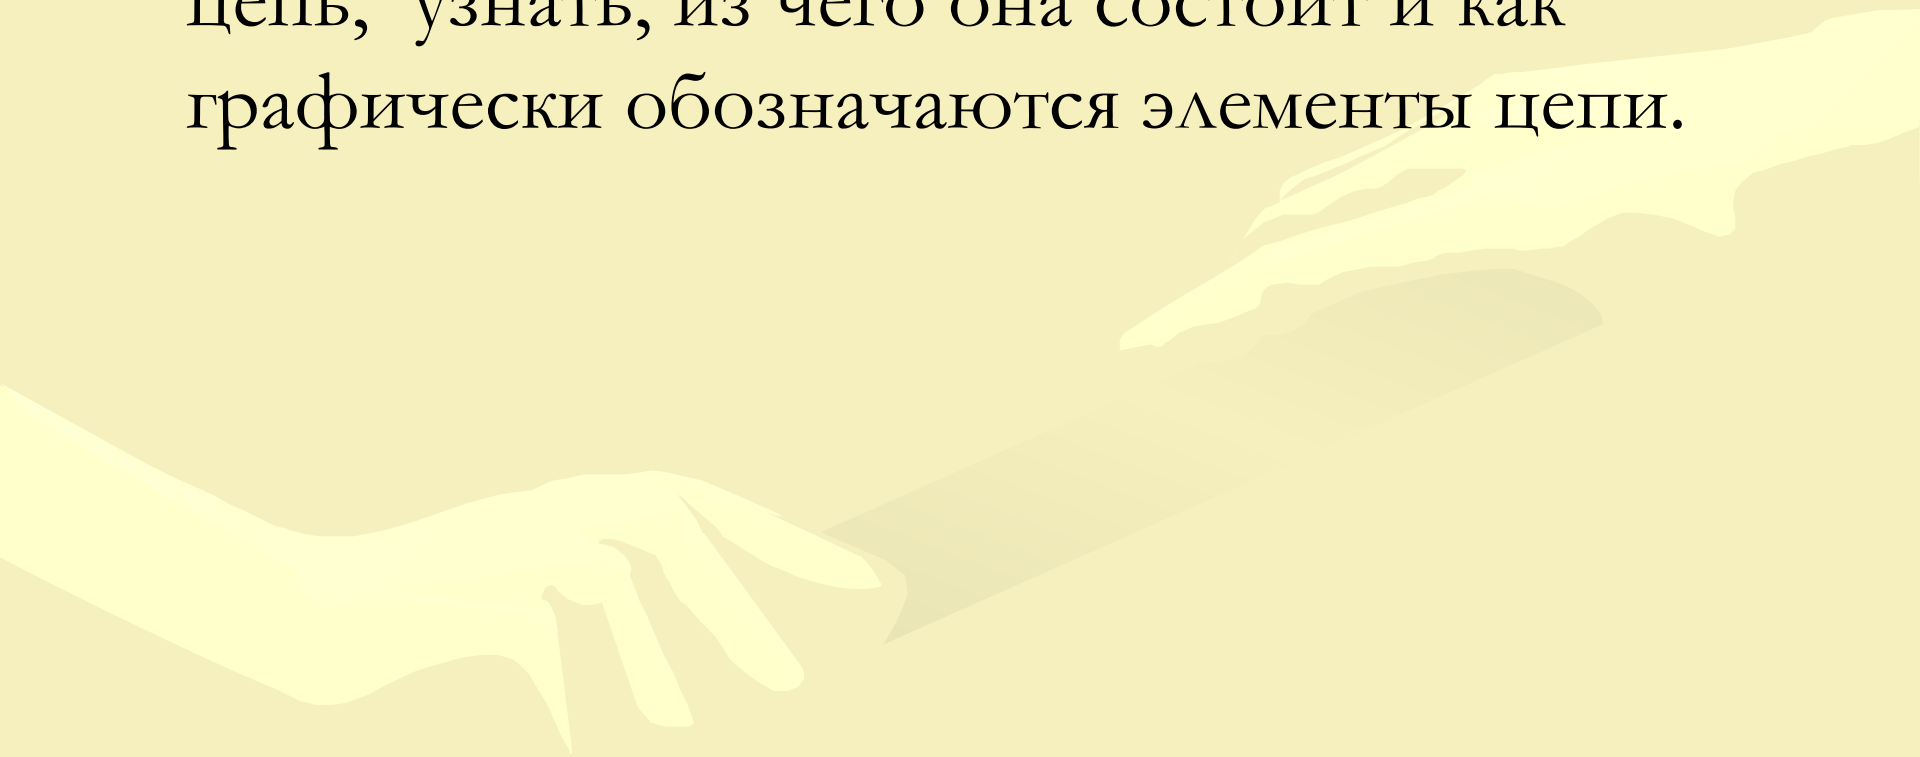 цепь, узнать, из чего она состоит и как
графически обозначаются элементы цепи.